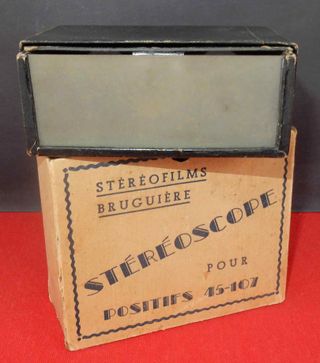 STÉRÉOFILMS
BRUGUIÈRE
STÉRÉOSCOPE
POUR
POSITIFS 45-107